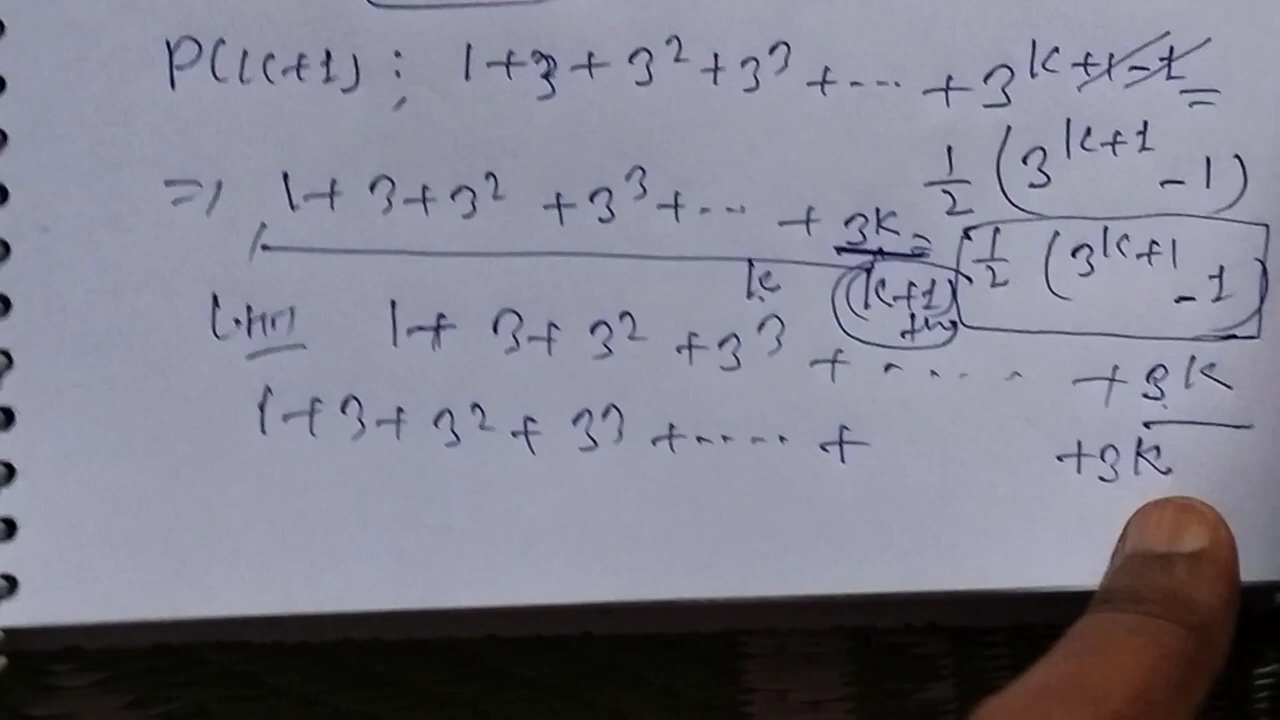 P(k+1) : 1+3+3²+3³+....+3^{k+1-1} =
1/2 (3^{k+1} -1)
=> 1+3+3²+3³+...+3^k = 1/2 (3^{k+1} -1)
k (k+1)
L.H.S 1+3+3²+3³+.....+3^k
1+3+3²+3³+.....+ +3^k